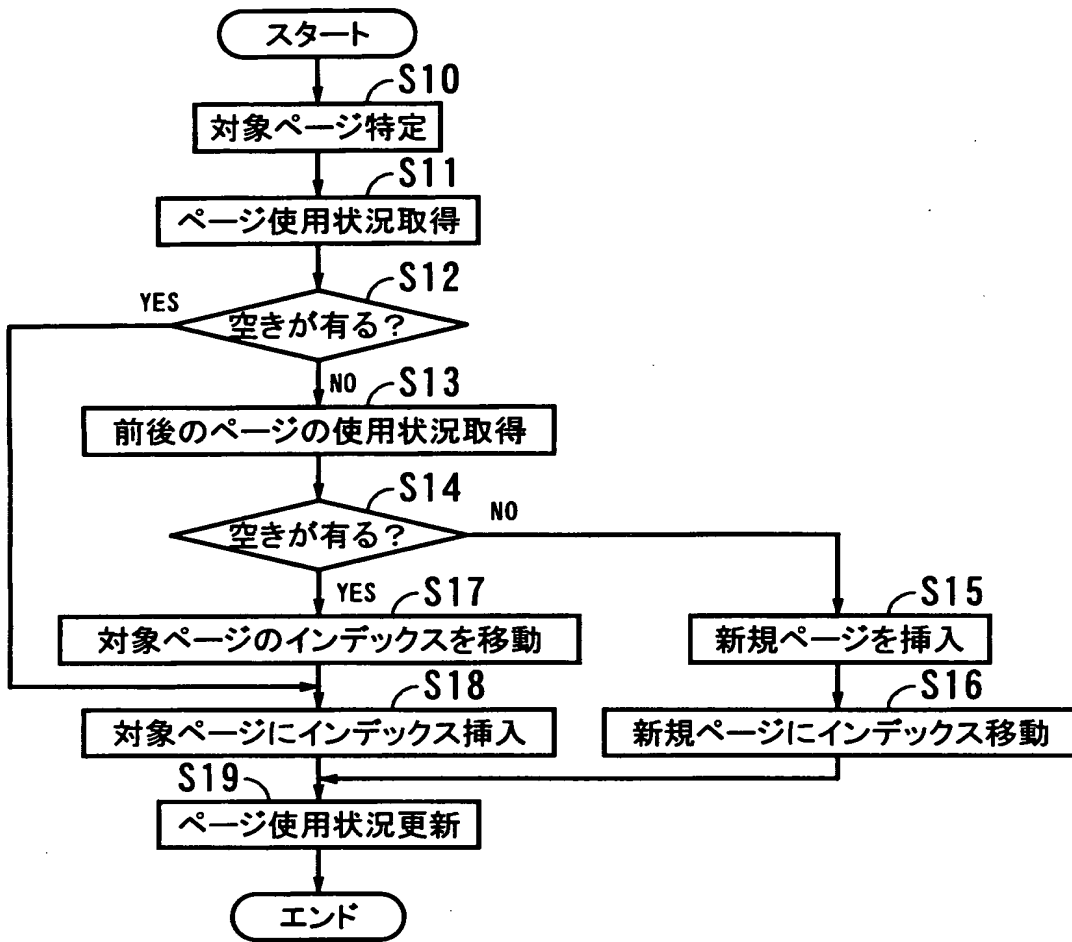 スタート
S10
対象ページ特定
S11
ページ使用状況取得
S12
YES
空きが有る？
NO
S13
前後のページの使用状況取得
S14
NO
空きが有る？
YES
S17
対象ページのインデックスを移動
S15
新規ページを挿入
S18
対象ページにインデックス挿入
S16
新規ページにインデックス移動
S19
ページ使用状況更新
エンド